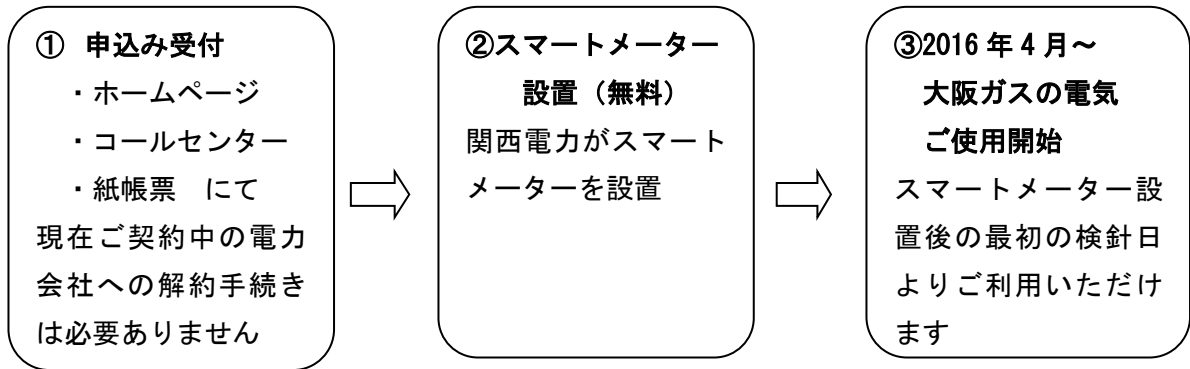 ① 申込み受付
・ホームページ
・コールセンター
・紙帳票　にて
現在ご契約中の電力
会社への解約手続き
は必要ありません
②スマートメーター
設置（無料）
関西電力がスマート
メーターを設置
③2016 年 4 月～
大阪ガスの電気
ご使用開始
スマートメーター設
置後の最初の検針日
よりご利用いただけ
ます